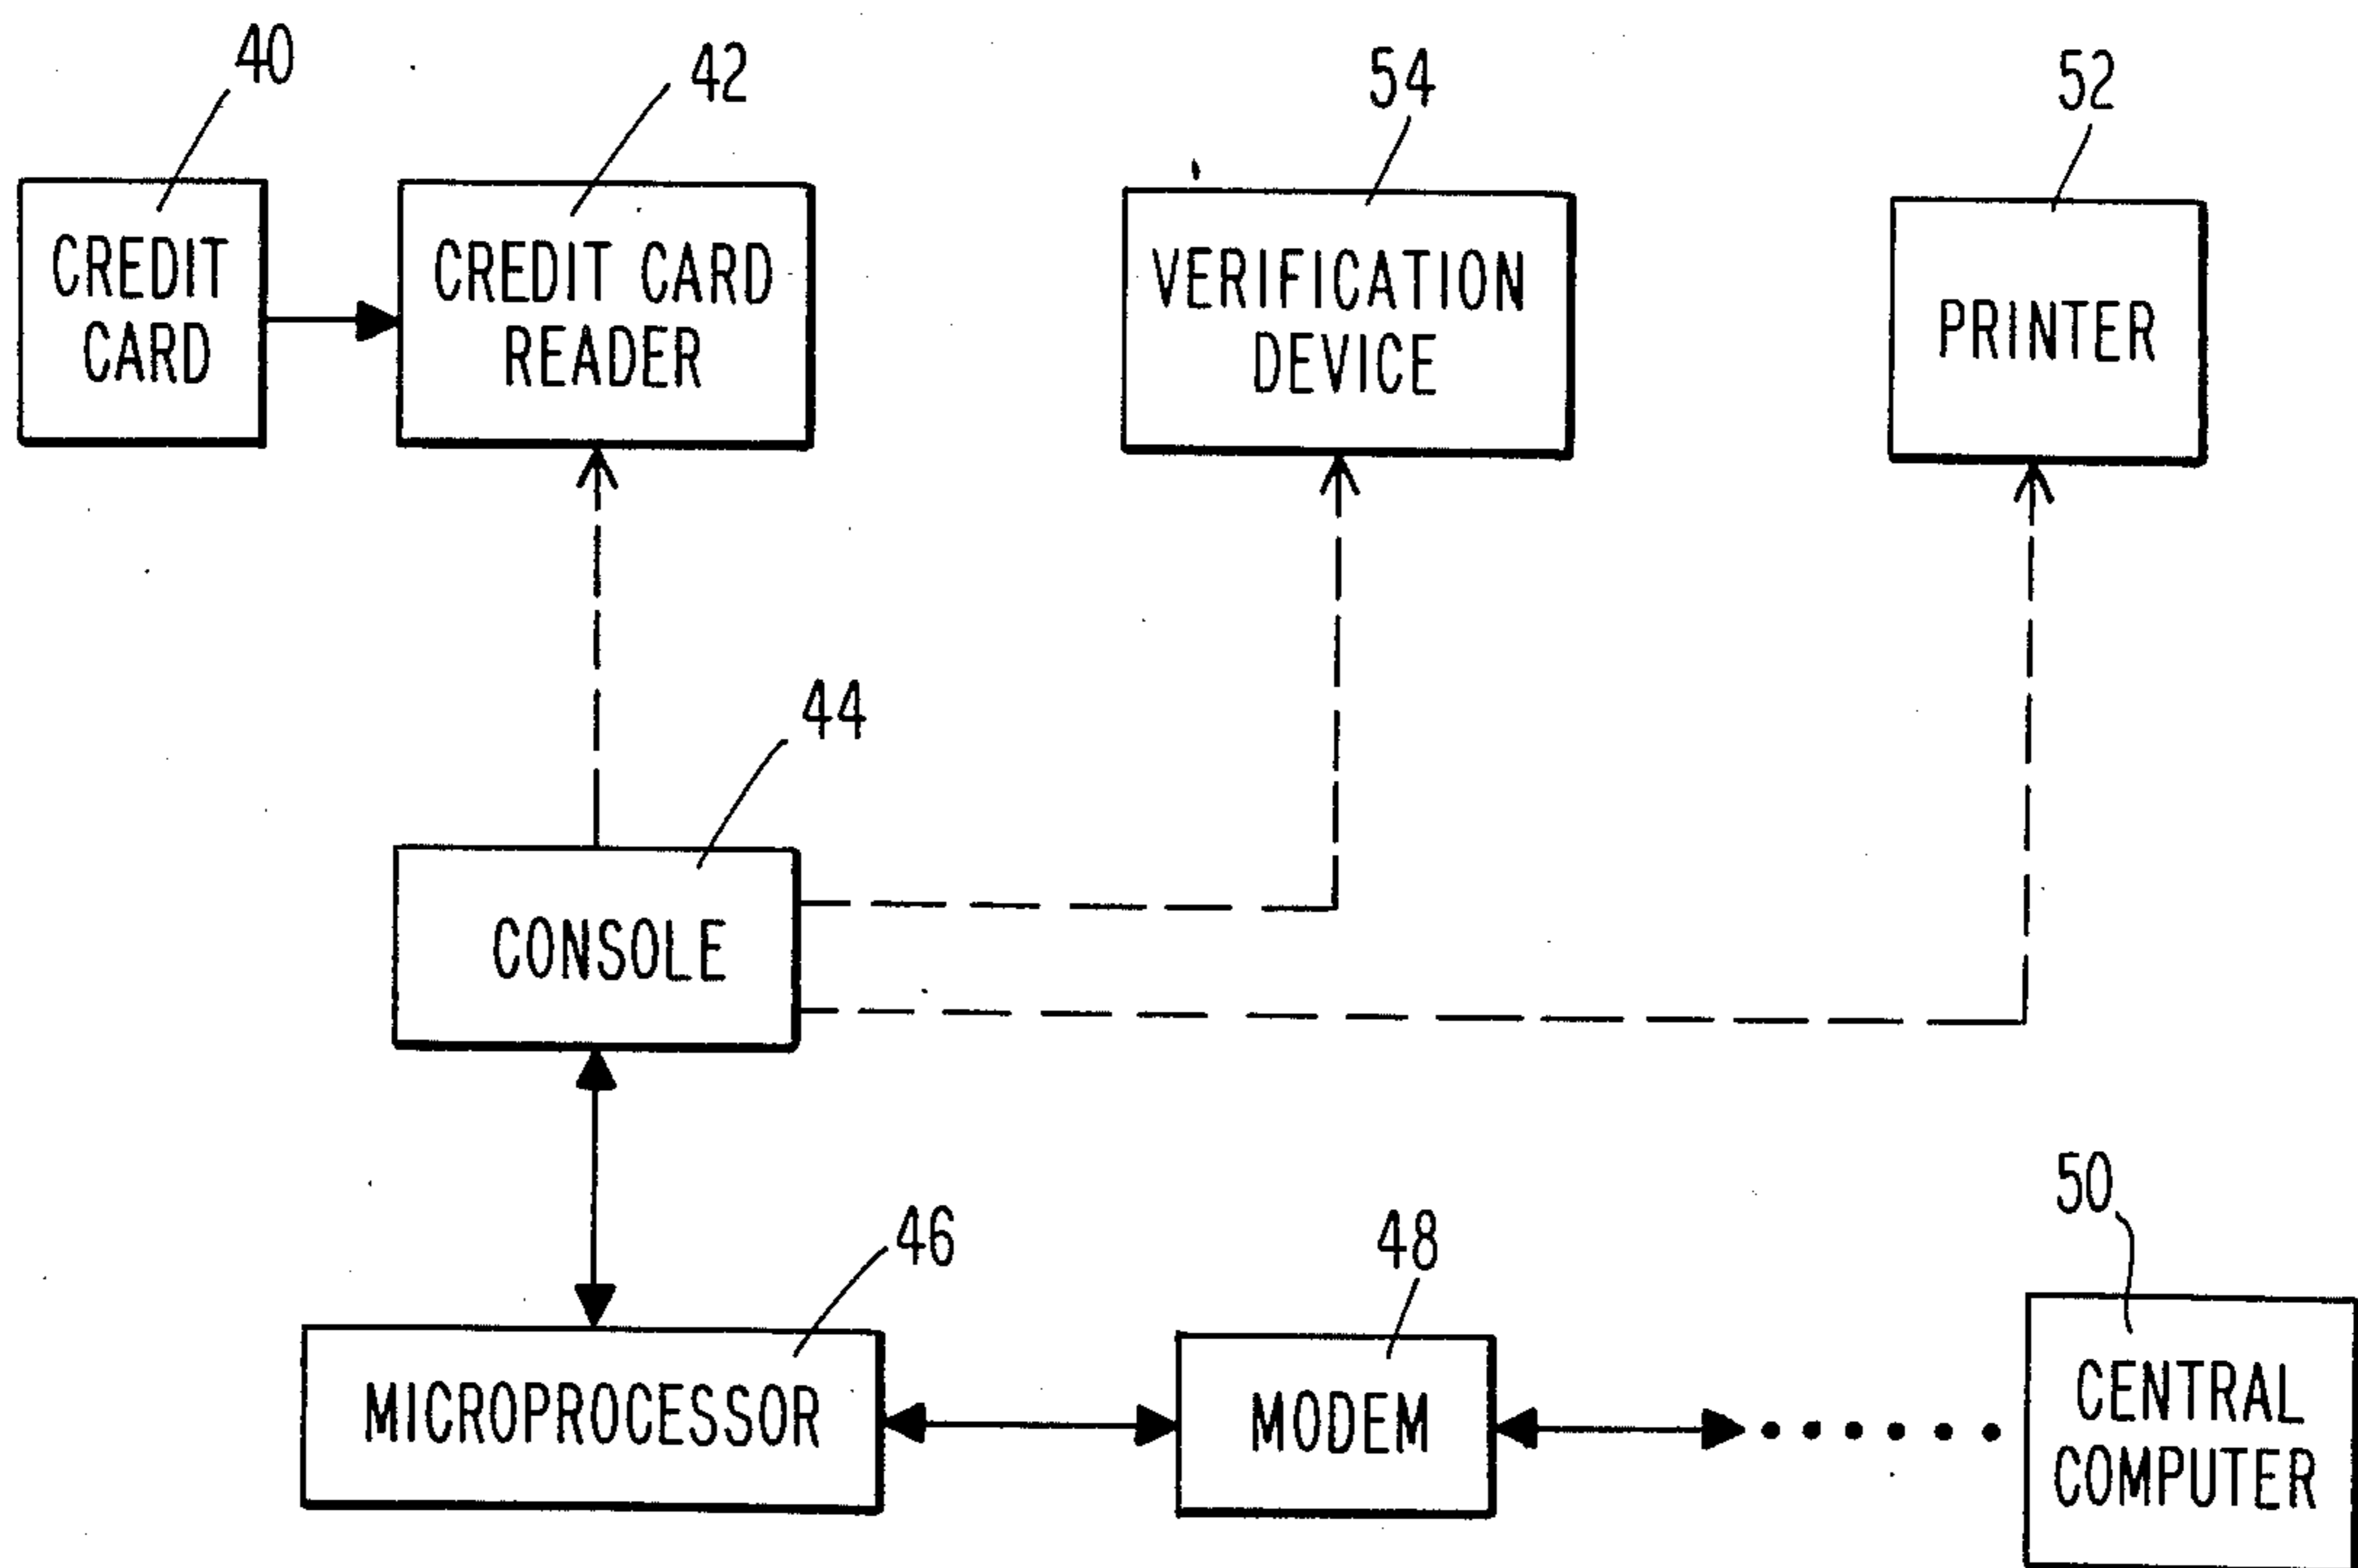 40
42
54
52
CREDIT
CARD
CREDIT CARD
READER
VERIFICATION
DEVICE
PRINTER
44
CONSOLE
46
48
50
MICROPROCESSOR
MODEM
CENTRAL
COMPUTER